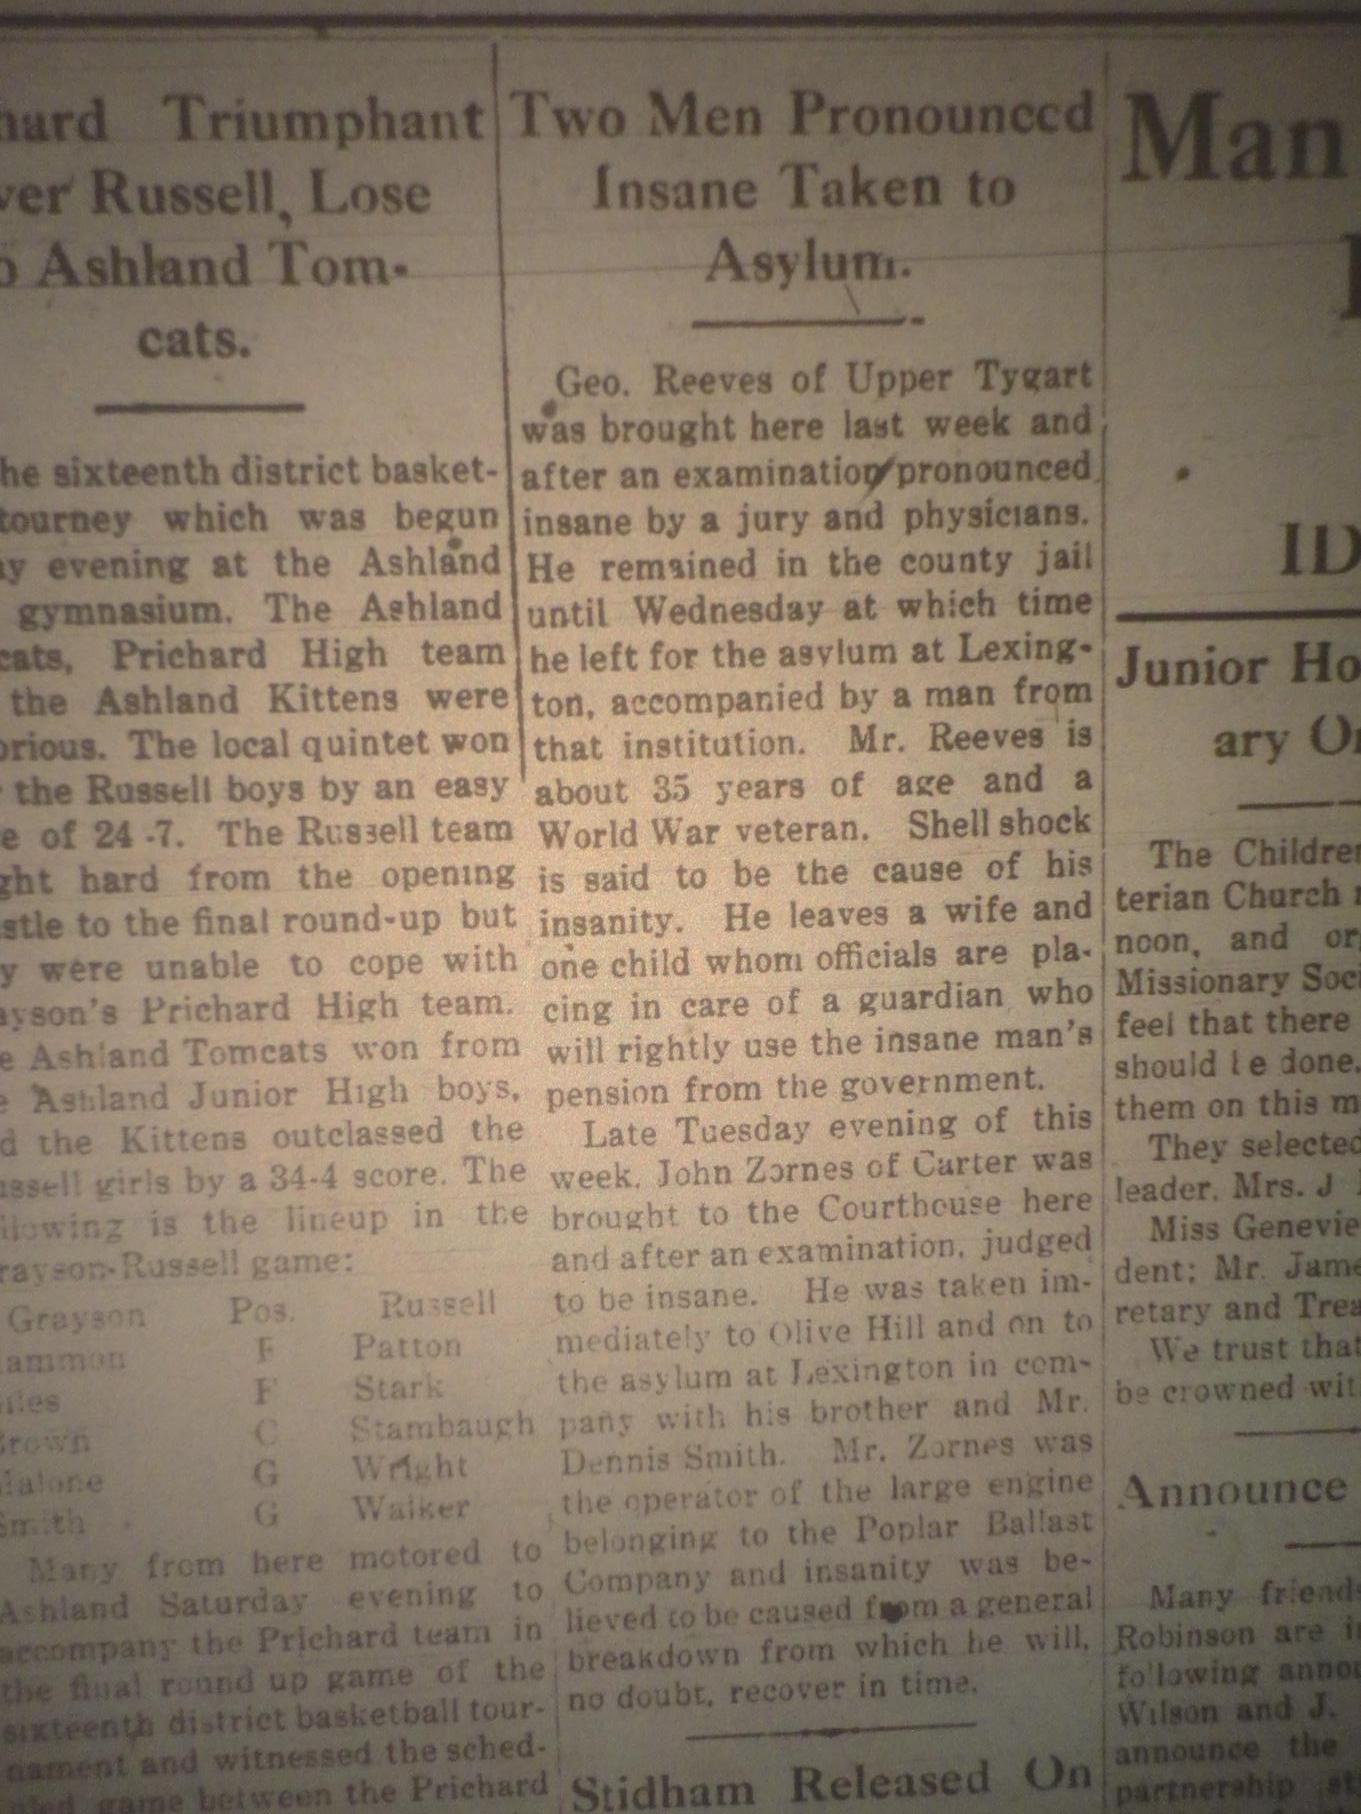 Triumphant
Russell, Lose
Ashland Tom-
cats.
he sixteenth district basket-
tourney which was begun
evening at the Ashland
gymnasium. The Ashland
cats, Prichard High team
the Ashland Kittens were
orious. The local quintet won
the Russell boys by an easy
e of 24-7. The Russell team
ght hard from the opening
stle to the final round-up but
y were unable to cope with
ayson's Prichard High team.
e Ashland Tomcats won from
e Ashland Junior High boys,
d the Kittens outclassed the
ussell girls by a 34-4 score. The
llowing is the lineup in the
rayson-Russell game:
Grayson Pos. Russell
ammon F Patton
iles F Stark
Brown C Stambaugh
Malone G Wright
Smith G Walker
Many from here motored to
Ashland Saturday evening to
accompany the Prichard team in
the final round up game of the
sixteenth district basketball tour-
nament and witnessed the sched-
uled game between the Prichard
Two Men Pronounced
Insane Taken to
Asylum.
Geo. Reeves of Upper Tygart
was brought here last week and
after an examination pronounced
insane by a jury and physicians.
He remained in the county jail
until Wednesday at which time
he left for the asylum at Lexing-
ton, accompanied by a man from
that institution. Mr. Reeves is
about 35 years of age and a
World War veteran. Shell shock
is said to be the cause of his
insanity. He leaves a wife and
one child whom officials are pla-
cing in care of a guardian who
will rightly use the insane man's
pension from the government.
Late Tuesday evening of this
week, John Zornes of Carter was
brought to the Courthouse here
and after an examination, judged
to be insane. He was taken im-
mediately to Olive Hill and on to
the asylum at Lexington in com-
pany with his brother and Mr.
Dennis Smith. Mr. Zornes was
the operator of the large engine
belonging to the Poplar Ballast
Company and insanity was be-
lieved to be caused from a general
breakdown from which he will,
no doubt, recover in time.
Stidham Released On
Man
ID
Junior Ho
ary Or
The Childre
terian Church
noon, and or
Missionary Soc
feel that there
should be done.
them on this m
They selected
leader. Mrs. J
Miss Genevie
dent; Mr. Jame
retary and Trea
We trust that
be crowned wit
Announce
Many friend
Robinson are i
following anno
Wilson and J.
announce the
partnership